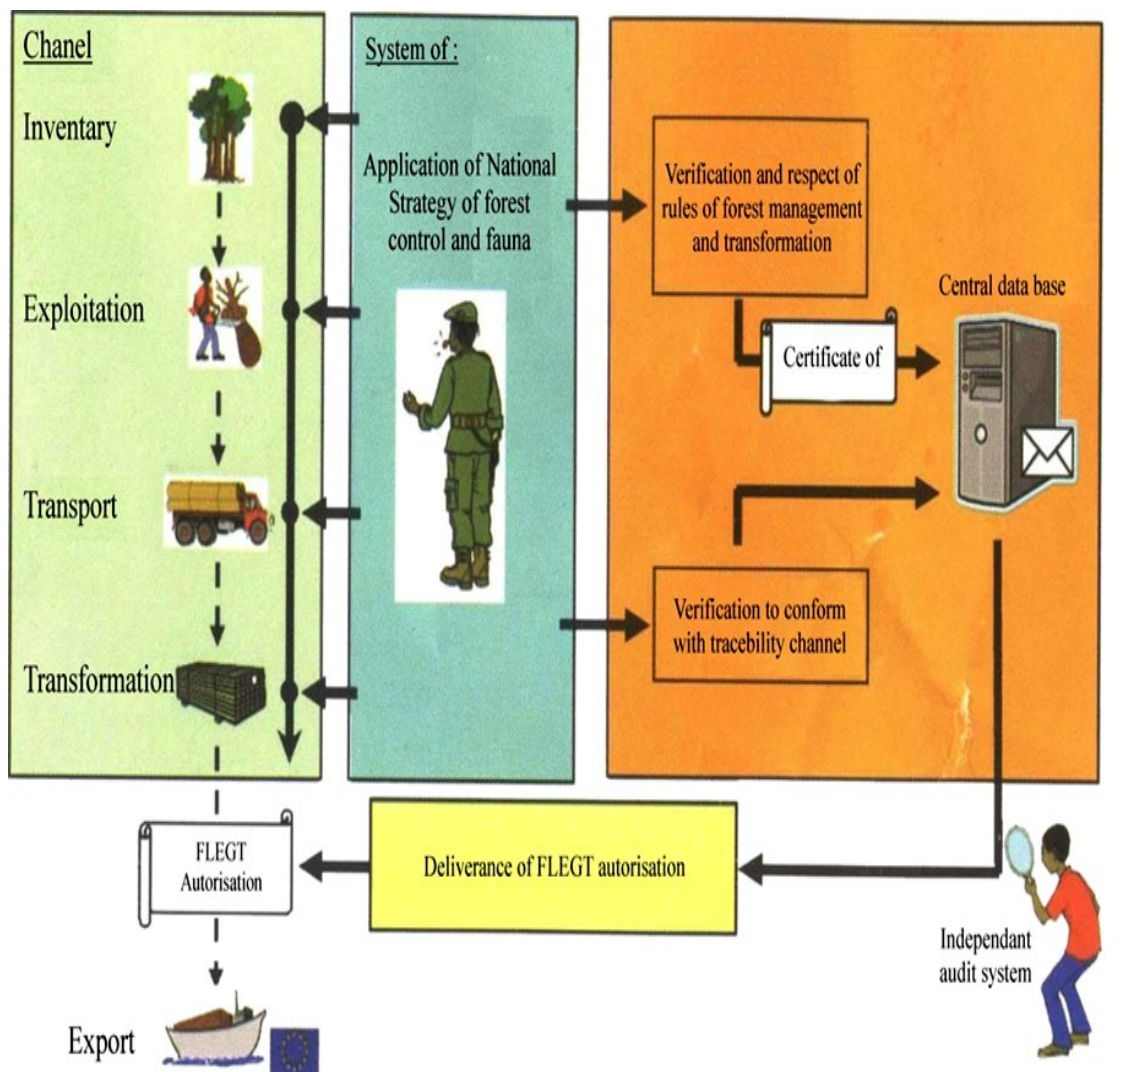 Chanel
Inventary
Exploitation
Transport
Transformation
System of :
Application of National
Strategy of forest
control and fauna
Verification and respect of
rules of forest management
and transformation
Certificate of
Central data base
Verification to conform
with tracebility channel
Deliverance of FLEGT autorisation
FLEGT
Autorisation
Independant
audit system
Export